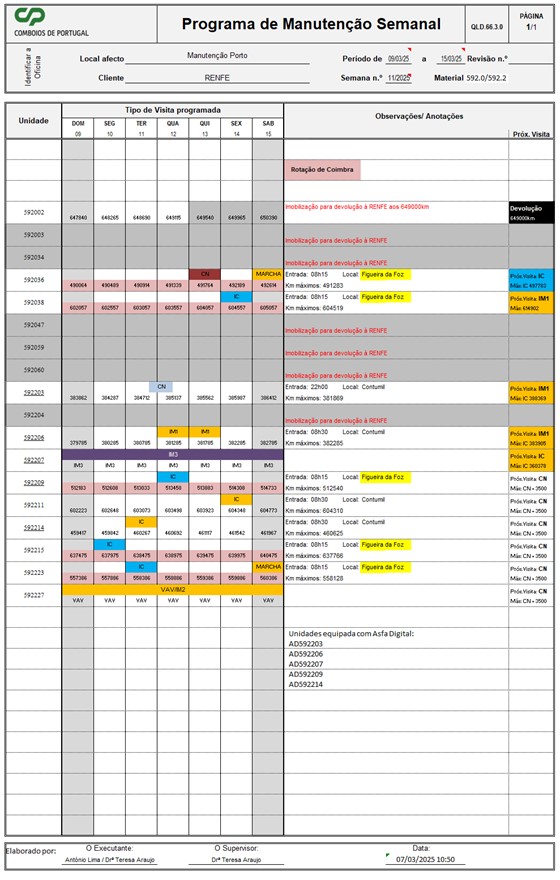 CP
COMBOIOS DE PORTUGAL
Programa de Manutenção Semanal
QLD.66.3.0
PÁGINA
1/1
Identificar a Oficina
Local afecto Manutenção Porto Periodo de 09/03/25 a 15/03/25 Revisão n.º
Cliente RENFE Semana n.º 11/2025 Material 592.0/592.2
Unidade Tipo de Visita programada Observações/ Anotações
DOM SEG TER QUA QUI SEX SAB Próx. Visita
09 10 11 12 13 14 15
Rotação de Coimbra
592002 Imobilização para devolução à RENFE aos 649000km Devolução
647840 648265 648690 649115 649540 649965 650390 649000km
592003 Imobilização para devolução à RENFE
592034 Imobilização para devolução à RENFE
592036 CN MARCHA Entrada: 08h15 Local: Figueira da Foz Próx.Visita: IC
490064 490489 490914 491339 491764 492189 492614 Km máximos: 491283 Máx: IC 497783
592038 IC Entrada: 08h15 Local: Figueira da Foz Próx.Visita: IM1
602057 602557 603057 603557 604057 604557 605057 Km máximos: 604519 Máx: 614902
592047 Imobilização para devolução à RENFE
592059 Imobilização para devolução à RENFE
592060 Imobilização para devolução à RENFE
592203 CN Entrada: 22h00 Local: Contumil Próx.Visita: IM1
383862 384287 384712 385137 385562 385987 386412 Km máximos: 381869 Máx: IC 388369
592204 Imobilização para devolução à RENFE
592206 IM1 IM1 Entrada: 08h30 Local: Contumil Próx.Visita: IM1
379785 380285 380785 381285 381785 382285 382785 Km máximos: 382285 Máx: IC 383905
592207 IM3 Próx.Visita: IC
IM3 IM3 IM3 IM3 IM3 IM3 IM3 Máx: IC 360378
592209 IC Entrada: 08h15 Local: Figueira da Foz Próx.Visita: CN
512183 512608 513033 513458 513883 514308 514733 Km máximos: 512540 Máx: CN + 3500
592211 IC Entrada: 08h30 Local: Contumil Próx.Visita: CN
602223 602648 603073 603498 603923 604348 604773 Km máximos: 604310 Máx: CN + 3500
592214 IC Entrada: 08h30 Local: Contumil Próx.Visita: CN
459417 459842 460267 460692 461117 461542 461967 Km máximos: 460625 Máx: CN + 3500
592215 IC Entrada: 08h15 Local: Figueira da Foz Próx.Visita: CN
637475 637975 638475 638975 639475 639975 640475 Km máximos: 637766 Máx: CN + 3500
592223 IC MARCHA Entrada: 08h15 Local: Figueira da Foz Próx.Visita: CN
557386 557886 558386 558886 559386 559886 560386 Km máximos: 558128 Máx: CN + 3500
592227 VAV/IM2 Próx.Visita: CN
VAV VAV VAV VAV VAV VAV VAV Máx: CN + 3500
Unidades equipada com Asfa Digital:
AD592203
AD592206
AD592207
AD592209
AD592214
Elaborado por: O Executante: O Supervisor: Data:
António Lima / Drª Teresa Araujo Drª Teresa Araujo 07/03/2025 10:50